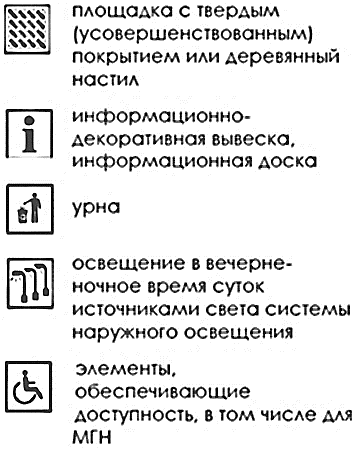 площадка с твердым
(усовершенствованным)
покрытием или деревянный
настил
информационно-
декоративная вывеска,
информационная доска
урна
освещение в вечерне-
ночное время суток
источниками света системы
наружного освещения
элементы,
обеспечивающие
доступность, в том числе для
МГН